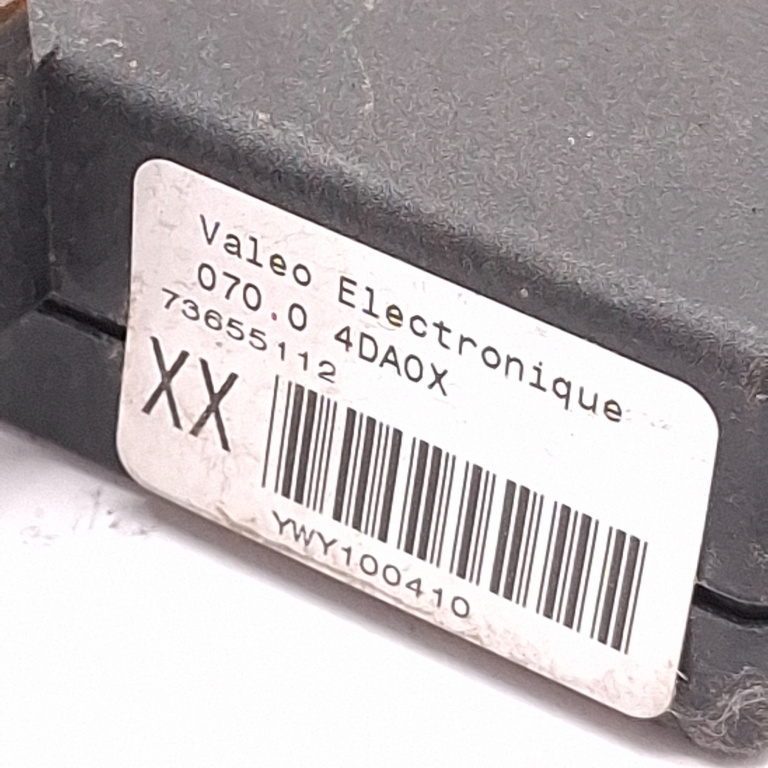 Valeo Electronique
070.0 4DA0X
73655112
XX
YWY100410